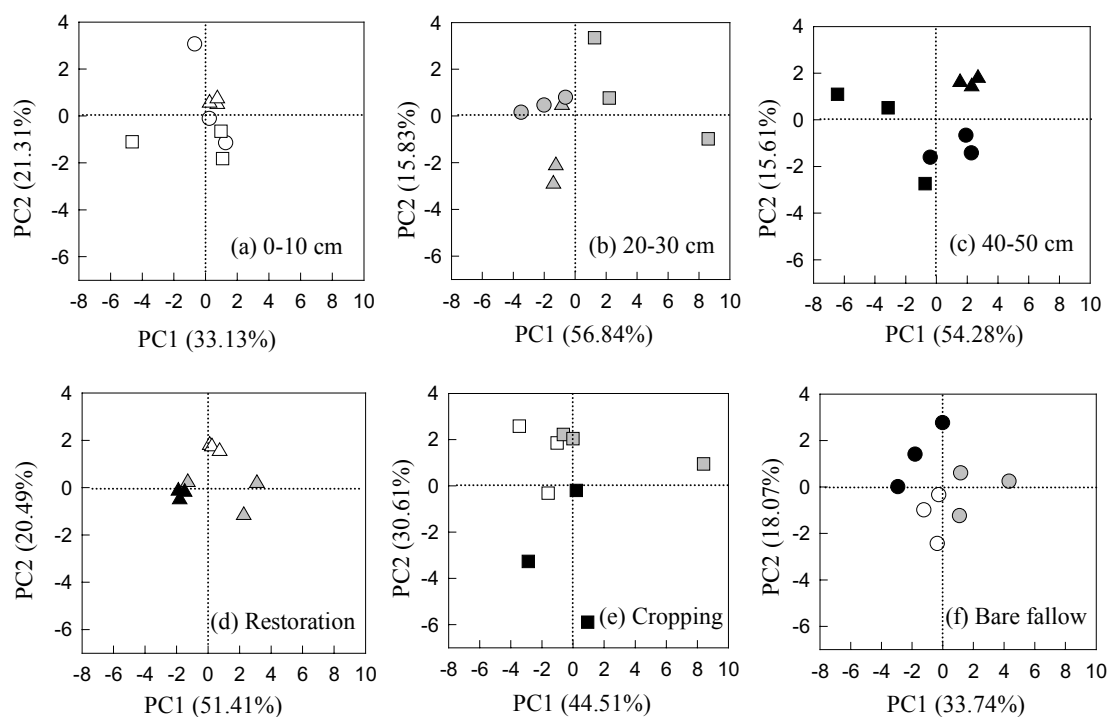 4
2
0
-2
-4
-6
PC2 (21.31%)
(a) 0-10 cm
-8 -6 -4 -2 0 2 4 6 8 10
PC1 (33.13%)
4
2
0
-2
-4
-6
PC2 (15.83%)
(b) 20-30 cm
-8 -6 -4 -2 0 2 4 6 8 10
PC1 (56.84%)
4
2
0
-2
-4
-6
PC2 (15.61%)
(c) 40-50 cm
-8 -6 -4 -2 0 2 4 6 8 10
PC1 (54.28%)
4
2
0
-2
-4
-6
PC2 (20.49%)
(d) Restoration
-8 -6 -4 -2 0 2 4 6 8 10
PC1 (51.41%)
4
2
0
-2
-4
-6
PC2 (30.61%)
(e) Cropping
-8 -6 -4 -2 0 2 4 6 8 10
PC1 (44.51%)
4
2
0
-2
-4
-6
PC2 (18.07%)
(f) Bare fallow
-8 -6 -4 -2 0 2 4 6 8 10
PC1 (33.74%)